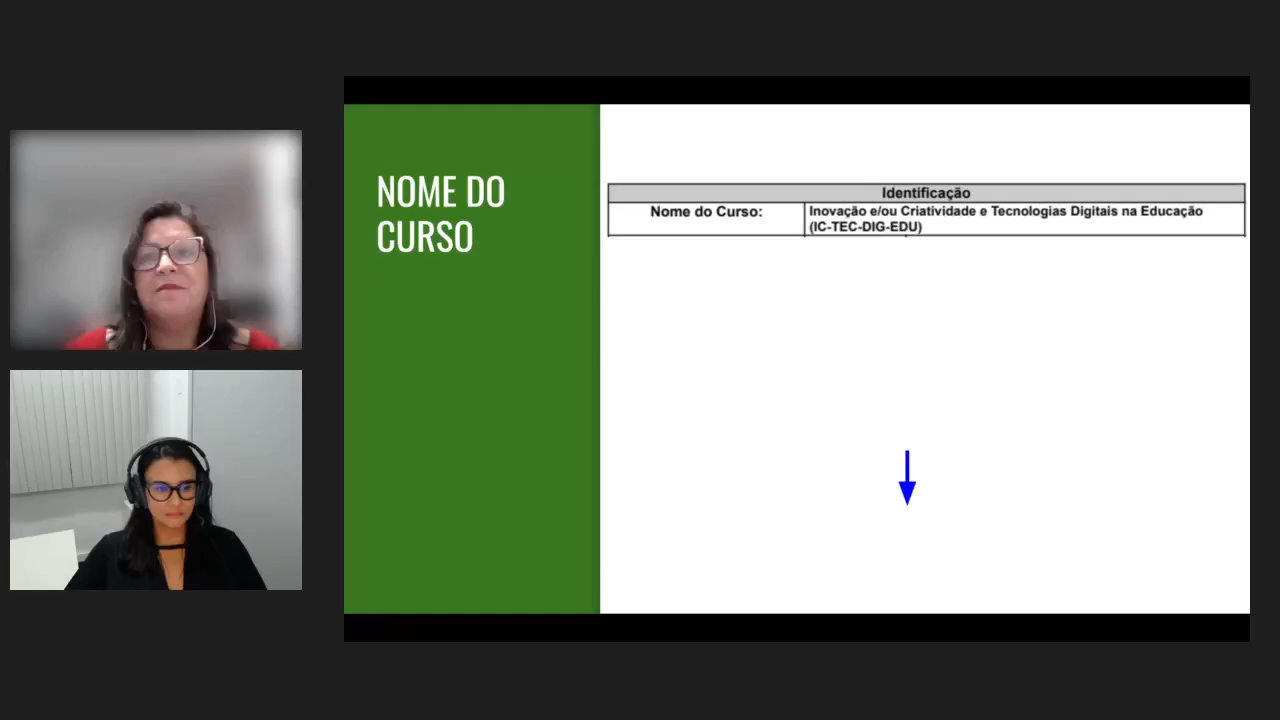 NOME DO
CURSO
Identificação
Nome do Curso:
Inovação e/ou Criatividade e Tecnologias Digitais na Educação
(IC-TEC-DIG-EDU)